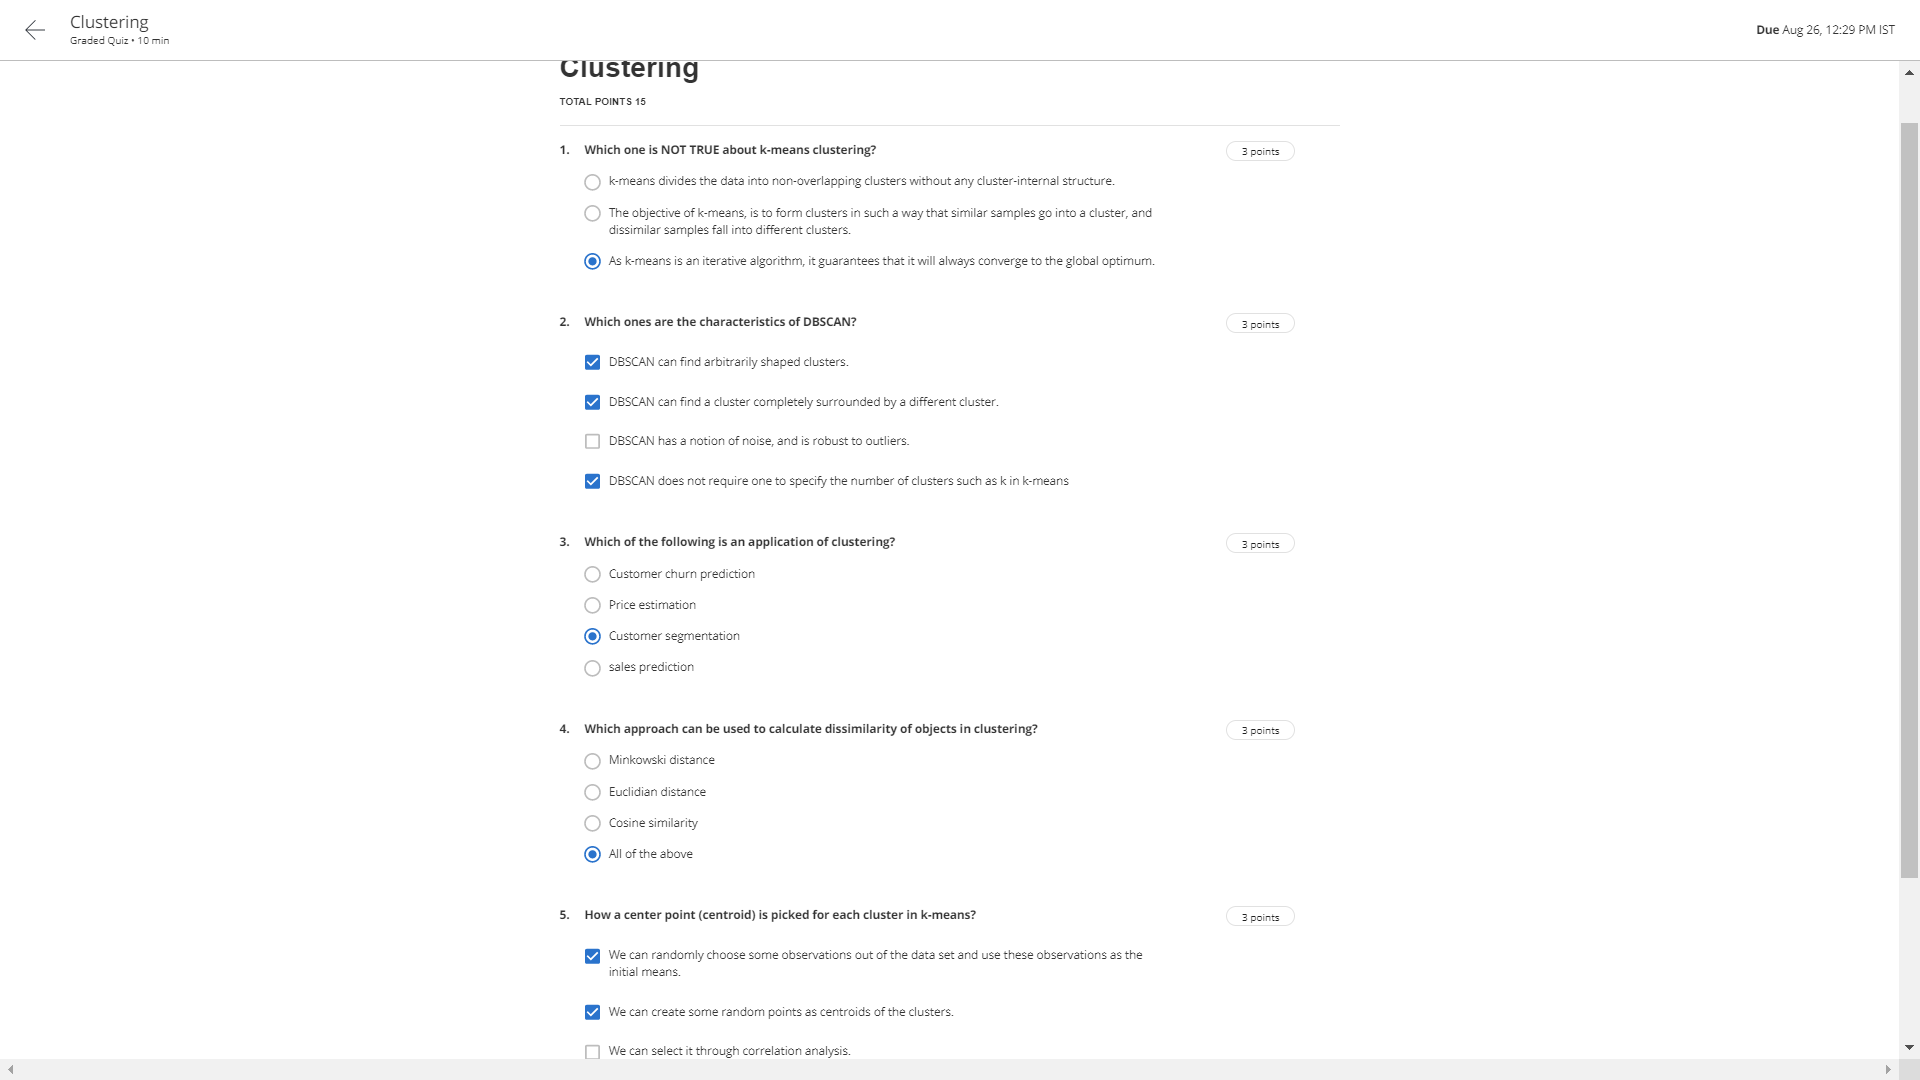 Clustering
Graded Quiz • 10 min
Due Aug 26, 12:29 PM IST
Clustering
TOTAL POINTS 15
1. Which one is NOT TRUE about k-means clustering?
3 points
k-means divides the data into non-overlapping clusters without any cluster-internal structure.
The objective of k-means, is to form clusters in such a way that similar samples go into a cluster, and
dissimilar samples fall into different clusters.
As k-means is an iterative algorithm, it guarantees that it will always converge to the global optimum.
2. Which ones are the characteristics of DBSCAN?
3 points
DBSCAN can find arbitrarily shaped clusters.
DBSCAN can find a cluster completely surrounded by a different cluster.
DBSCAN has a notion of noise, and is robust to outliers.
DBSCAN does not require one to specify the number of clusters such as k in k-means
3. Which of the following is an application of clustering?
3 points
Customer churn prediction
Price estimation
Customer segmentation
sales prediction
4. Which approach can be used to calculate dissimilarity of objects in clustering?
3 points
Minkowski distance
Euclidian distance
Cosine similarity
All of the above
5. How a center point (centroid) is picked for each cluster in k-means?
3 points
We can randomly choose some observations out of the data set and use these observations as the
initial means.
We can create some random points as centroids of the clusters.
We can select it through correlation analysis.